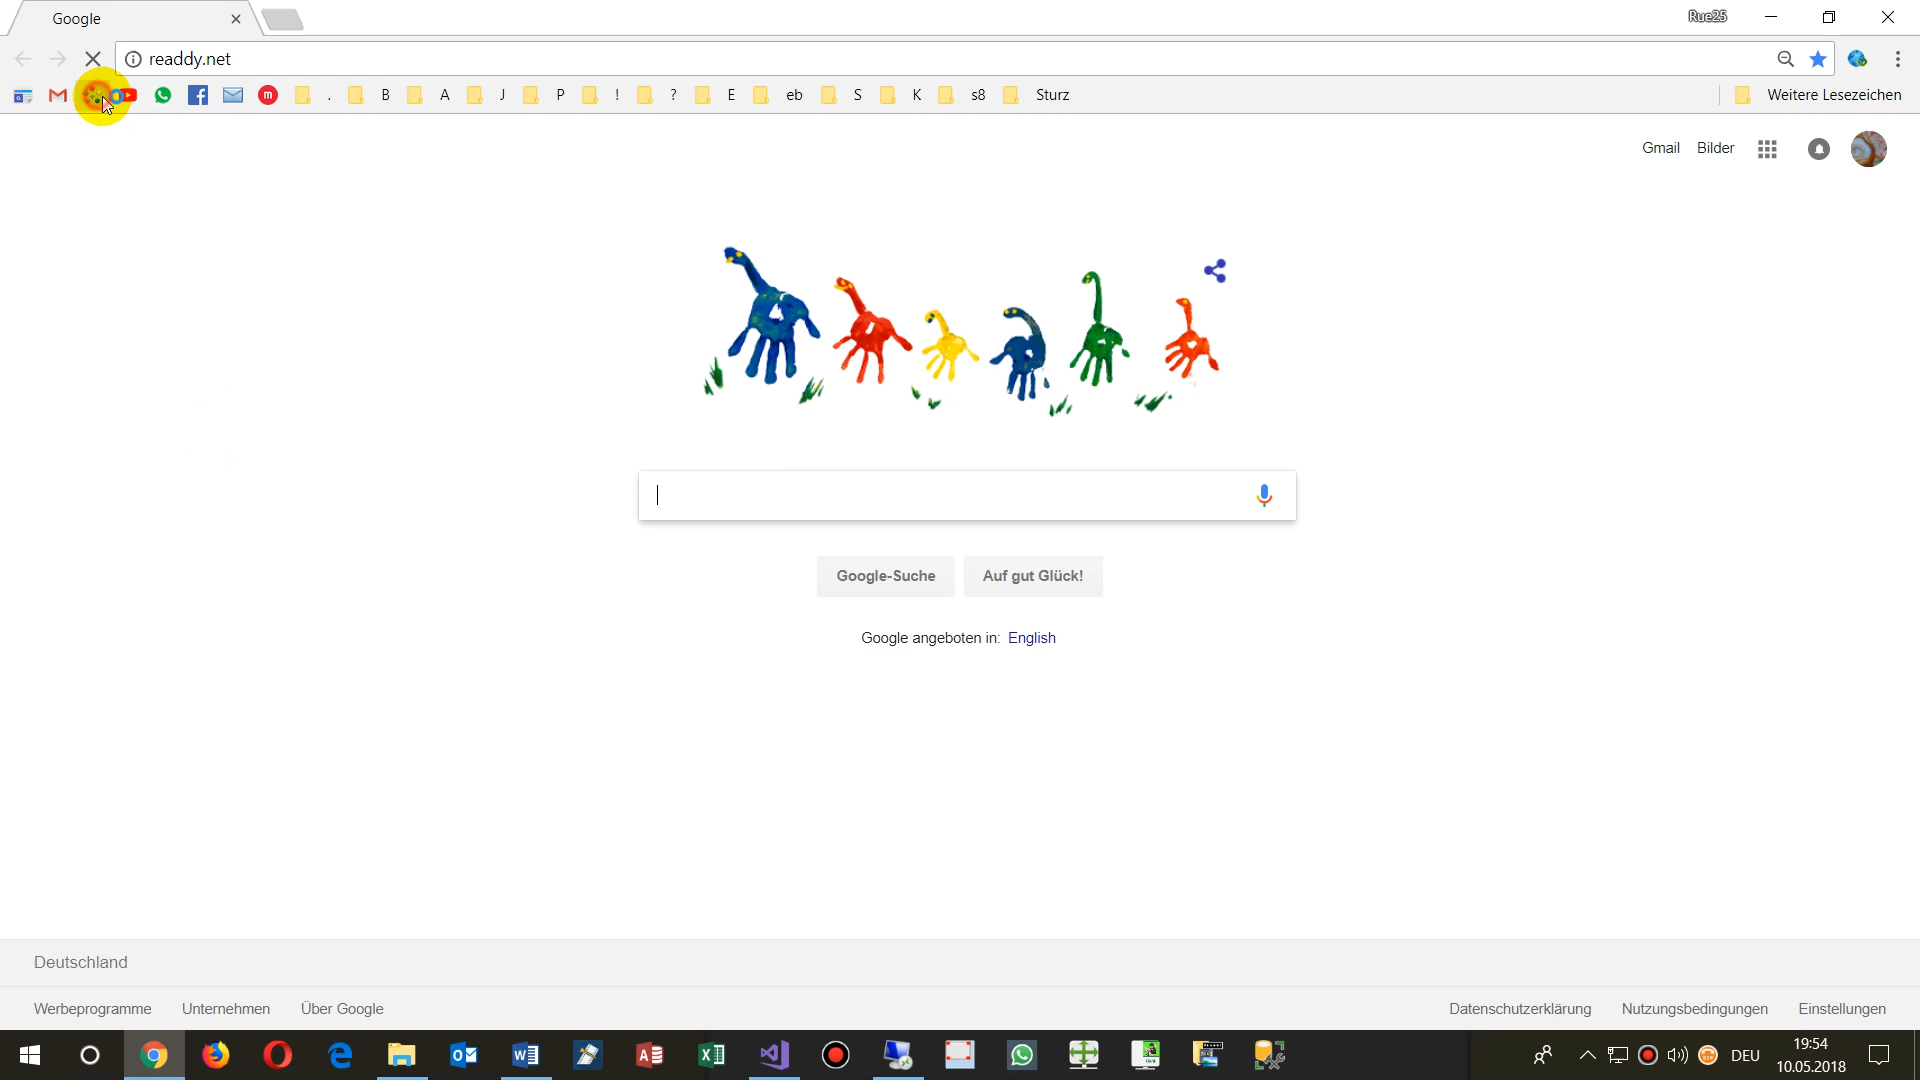 Google
Rue25
readdy.net
. B A J P ! ? E eb S K s8 Sturz Weitere Lesezeichen
Gmail Bilder
Google-Suche Auf gut Glück!
Google angeboten in: English
Deutschland
Werbeprogramme Unternehmen Über Google Datenschutzerklärung Nutzungsbedingungen Einstellungen
DEU 19:54
10.05.2018